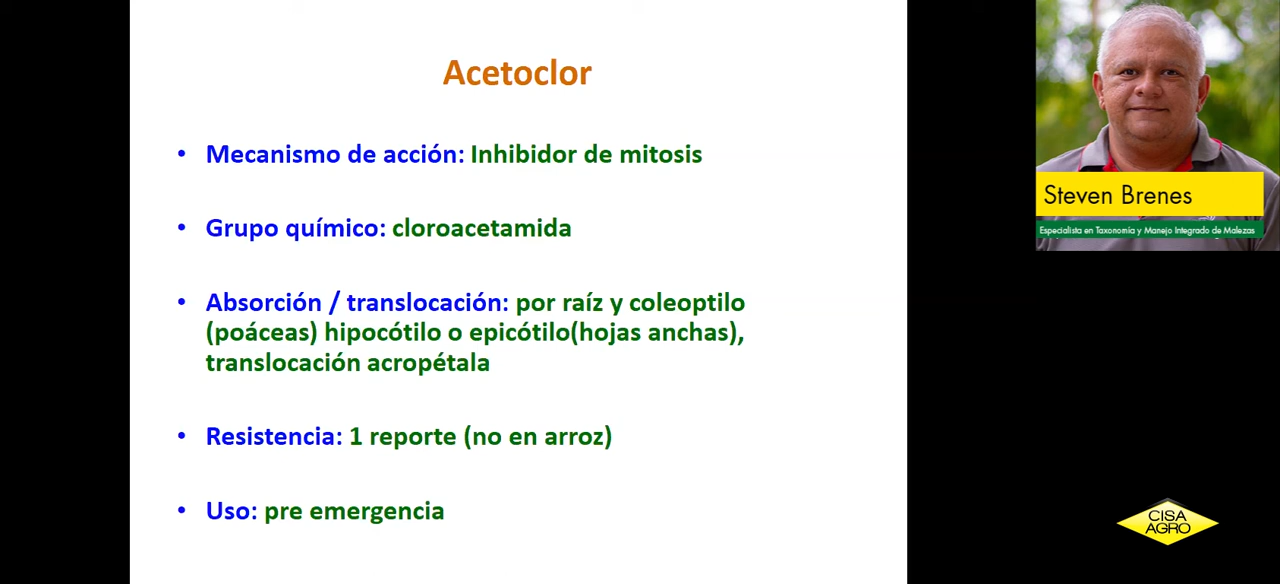 Acetoclor
• Mecanismo de acción: Inhibidor de mitosis
• Grupo químico: cloroacetamida
• Absorción / translocación: por raíz y coleoptilo
(poáceas) hipocótilo o epicótilo(hojas anchas),
translocación acropétala
• Resistencia: 1 reporte (no en arroz)
• Uso: pre emergencia
Steven Brenes
Especialista en Taxonomía y Manejo Integrado de Malezas
CISA
AGRO